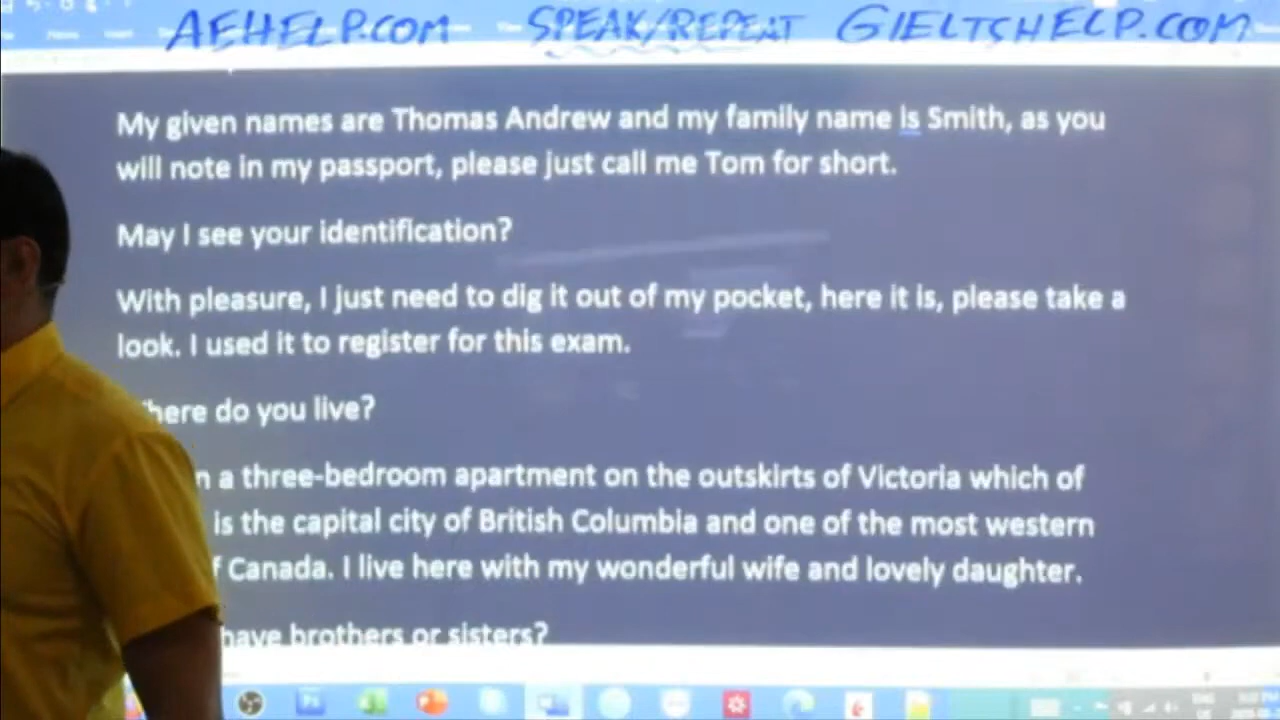 AEHELP.COM SPEAK/REPEAT GIELTSHELP.COM
My given names are Thomas Andrew and my family name is Smith, as you
will note in my passport, please just call me Tom for short.
May I see your identification?
With pleasure, I just need to dig it out of my pocket, here it is, please take a
look. I used it to register for this exam.
here do you live?
n a three-bedroom apartment on the outskirts of Victoria which of
is the capital city of British Columbia and one of the most western
f Canada. I live here with my wonderful wife and lovely daughter.
have brothers or sisters?